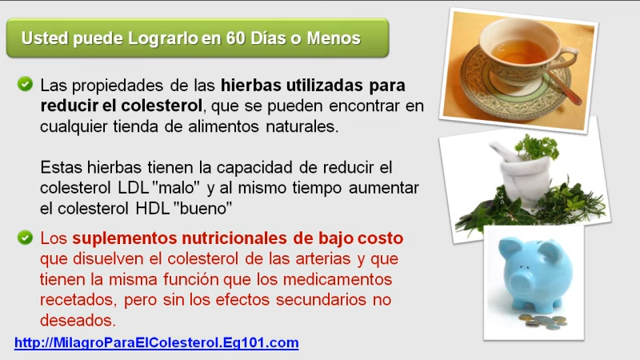 Usted puede Lograrlo en 60 Días o Menos
Las propiedades de las hierbas utilizadas para
reducir el colesterol, que se pueden encontrar en
cualquier tienda de alimentos naturales.
Estas hierbas tienen la capacidad de reducir el
colesterol LDL "malo" y al mismo tiempo aumentar
el colesterol HDL "bueno"
Los suplementos nutricionales de bajo costo
que disuelven el colesterol de las arterias y que
tienen la misma función que los medicamentos
recetados, pero sin los efectos secundarios no
deseados.
http://MilagroParaElColesterol.Eg101.com